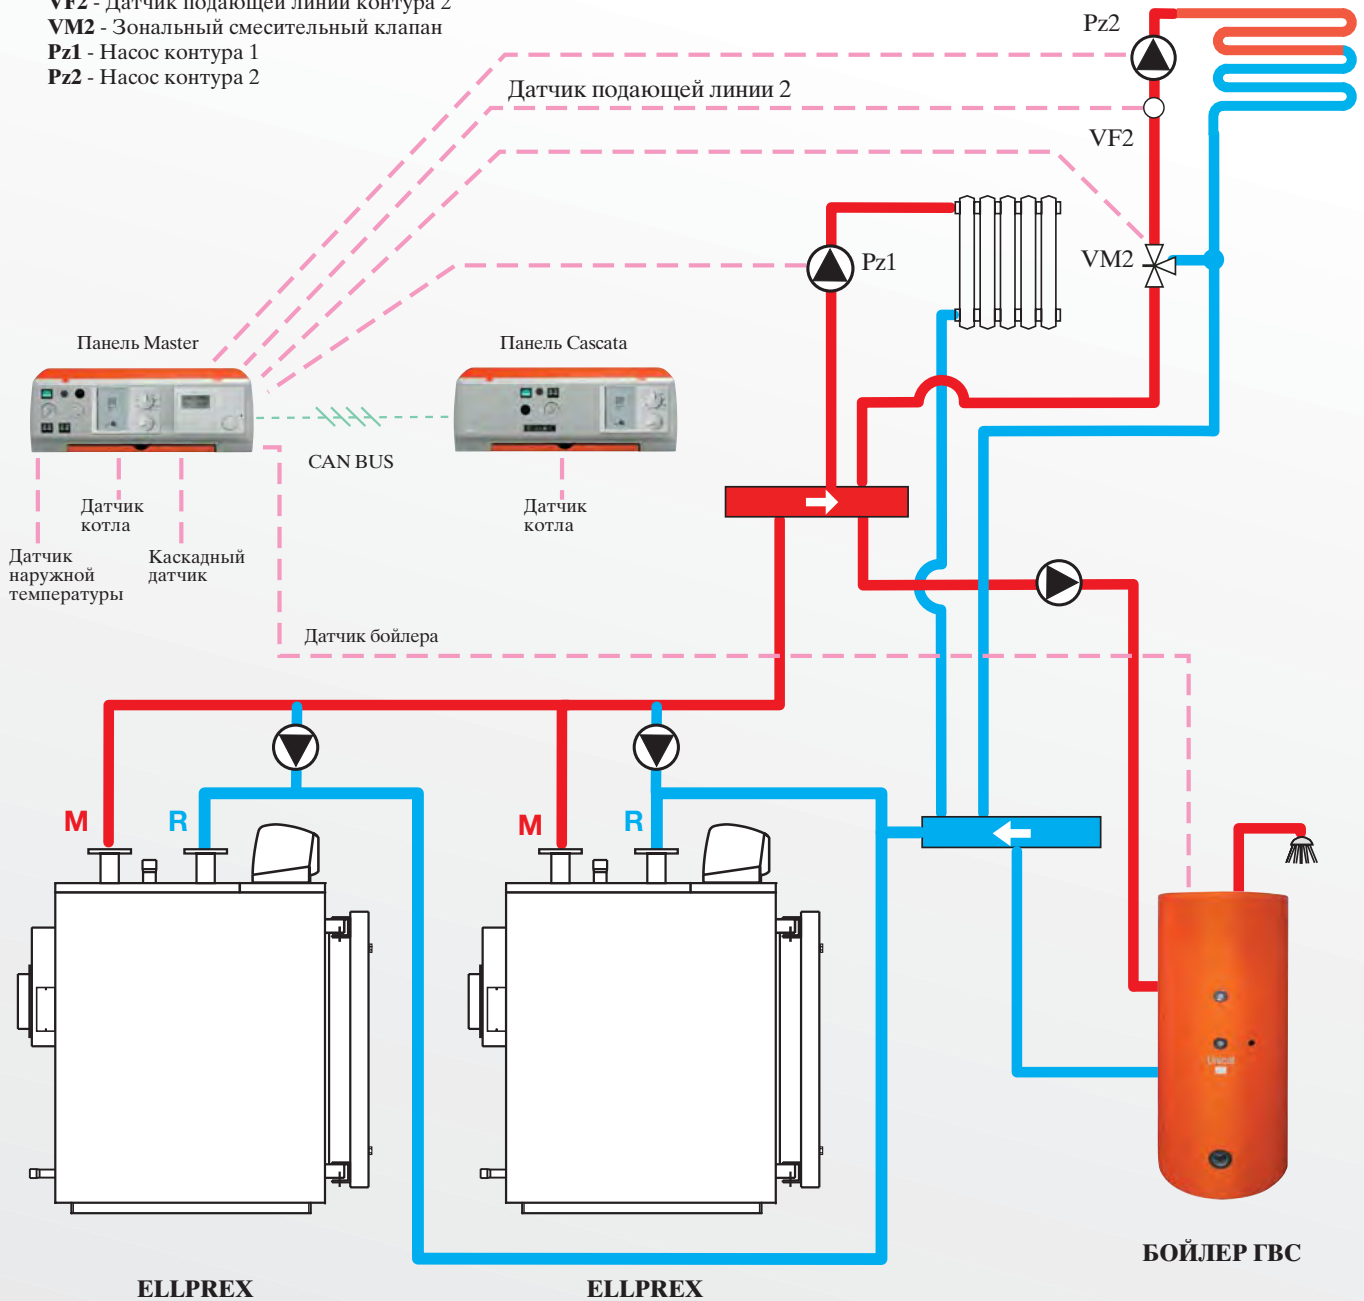 VF2 - Датчик подающей линии контура 2
VM2 - Зональный смесительный клапан
Pz1 - Насос контура 1
Pz2 - Насос контура 2
Pz2
Датчик подающей линии 2
VF2
Pz1
VM2
Панель Master
Панель Cascata
CAN BUS
Датчик
котла
Датчик
котла
Датчик
наружной
температуры
Каскадный
датчик
Датчик бойлера
M
R
M
R
Unical
БОЙЛЕР ГВС
ELLPREX
ELLPREX